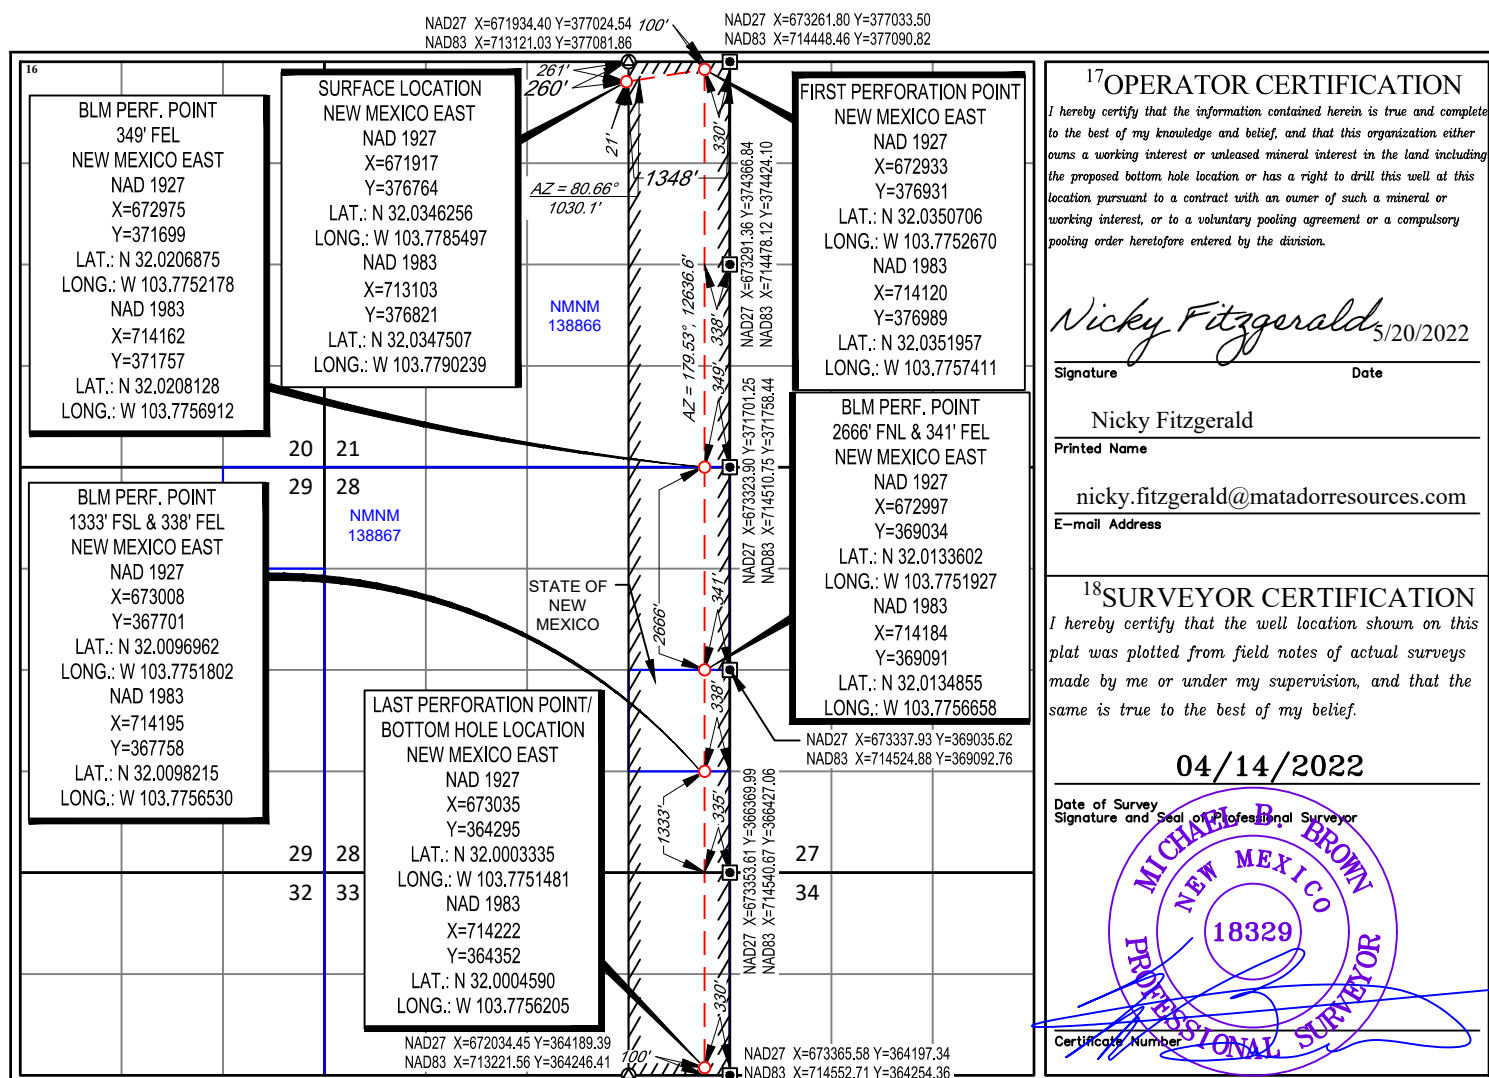 NAD27 X=671934.40 Y=377024.54
NAD83 X=713121.03 Y=377081.86
100'
NAD27 X=673261.80 Y=377033.50
NAD83 X=714448.46 Y=377090.82
16
261'
260'
21'
330'
1348'
AZ = 80.66°
1030.1'
BLM PERF. POINT
349' FEL
NEW MEXICO EAST
NAD 1927
X=672975
Y=371699
LAT.: N 32.0206875
LONG.: W 103.7752178
NAD 1983
X=714162
Y=371757
LAT.: N 32.0208128
LONG.: W 103.7756912
SURFACE LOCATION
NEW MEXICO EAST
NAD 1927
X=671917
Y=376764
LAT.: N 32.0346256
LONG.: W 103.7785497
NAD 1983
X=713103
Y=376821
LAT.: N 32.0347507
LONG.: W 103.7790239
FIRST PERFORATION POINT
NEW MEXICO EAST
NAD 1927
X=672933
Y=376931
LAT.: N 32.0350706
LONG.: W 103.7752670
NAD 1983
X=714120
Y=376989
LAT.: N 32.0351957
LONG.: W 103.7757411
NAD27 X=673291.36 Y=374366.84
NAD83 X=714478.12 Y=374424.10
NMNM
138866
AZ = 179.53°, 12636.6'
338'
349'
NAD27 X=673323.90 Y=371701.25
NAD83 X=714510.75 Y=371758.44
20 21
29 28
NMNM
138867
BLM PERF. POINT
2666' FNL & 341' FEL
NEW MEXICO EAST
NAD 1927
X=672997
Y=369034
LAT.: N 32.0133602
LONG.: W 103.7751927
NAD 1983
X=714184
Y=369091
LAT.: N 32.0134855
LONG.: W 103.7756658
BLM PERF. POINT
1333' FSL & 338' FEL
NEW MEXICO EAST
NAD 1927
X=673008
Y=367701
LAT.: N 32.0096962
LONG.: W 103.7751802
NAD 1983
X=714195
Y=367758
LAT.: N 32.0098215
LONG.: W 103.7756530
STATE OF
NEW
MEXICO
2666'
341'
338'
NAD27 X=673337.93 Y=369035.62
NAD83 X=714524.88 Y=369092.76
LAST PERFORATION POINT/
BOTTOM HOLE LOCATION
NEW MEXICO EAST
NAD 1927
X=673035
Y=364295
LAT.: N 32.0003335
LONG.: W 103.7751481
NAD 1983
X=714222
Y=364352
LAT.: N 32.0004590
LONG.: W 103.7756205
1333'
335'
NAD27 X=673353.61 Y=366369.99
NAD83 X=714540.67 Y=366427.06
29 28
32 33
27
34
330'
NAD27 X=672034.45 Y=364189.39
NAD83 X=713221.56 Y=364246.41
100'
NAD27 X=673365.58 Y=364197.34
NAD83 X=714552.71 Y=364254.36
17 OPERATOR CERTIFICATION
I hereby certify that the information contained herein is true and complete
to the best of my knowledge and belief, and that this organization either
owns a working interest or unleased mineral interest in the land including
the proposed bottom hole location or has a right to drill this well at this
location pursuant to a contract with an owner of such a mineral or
working interest, or to a voluntary pooling agreement or a compulsory
pooling order heretofore entered by the division.
Nicky Fitzgerald 5/20/2022
Signature Date
Nicky Fitzgerald
Printed Name
nicky.fitzgerald@matadorresources.com
E-mail Address
18 SURVEYOR CERTIFICATION
I hereby certify that the well location shown on this
plat was plotted from field notes of actual surveys
made by me or under my supervision, and that the
same is true to the best of my belief.
04/14/2022
Date of Survey
Signature and Seal of Professional Surveyor
MICHAEL B. BROWN
NEW MEXICO
18329
PROFESSIONAL SURVEYOR
Certificate Number